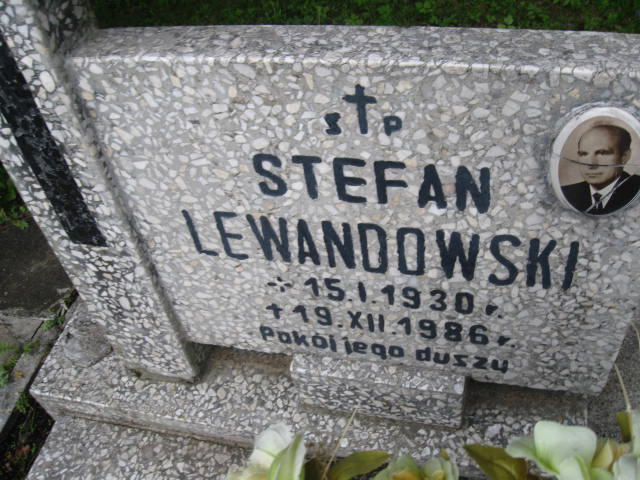 ś † p
STEFAN
LEWANDOWSKI
15.I.1930 r.
† 19.XII.1986 r.
Pokój jego duszy